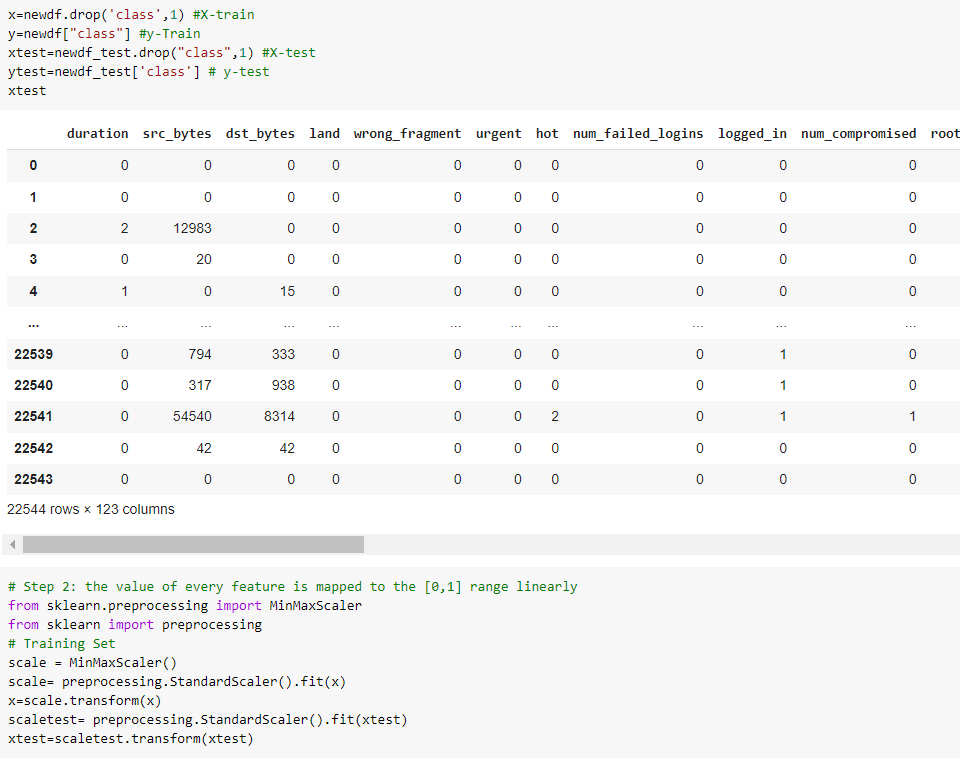 x=newdf.drop('class',1) #X-train
y=newdf["class"] #y-Train
xtest=newdf_test.drop("class",1) #X-test
ytest=newdf_test['class'] # y-test
xtest
duration src_bytes dst_bytes land wrong_fragment urgent hot num_failed_logins logged_in num_compromised root
0 0 0 0 0 0 0 0 0 0 0
1 0 0 0 0 0 0 0 0 0 0
2 2 12983 0 0 0 0 0 0 0 0
3 0 20 0 0 0 0 0 0 0 0
4 1 0 15 0 0 0 0 0 0 0
... ... ... ... ... ... ... ... ... ... ...
22539 0 794 333 0 0 0 0 0 1 0
22540 0 317 938 0 0 0 0 0 1 0
22541 0 54540 8314 0 0 0 2 0 1 1
22542 0 42 42 0 0 0 0 0 0 0
22543 0 0 0 0 0 0 0 0 0 0
22544 rows × 123 columns
# Step 2: the value of every feature is mapped to the [0,1] range linearly
from sklearn.preprocessing import MinMaxScaler
from sklearn import preprocessing
# Training Set
scale = MinMaxScaler()
scale= preprocessing.StandardScaler().fit(x)
x=scale.transform(x)
scaletest= preprocessing.StandardScaler().fit(xtest)
xtest=scaletest.transform(xtest)